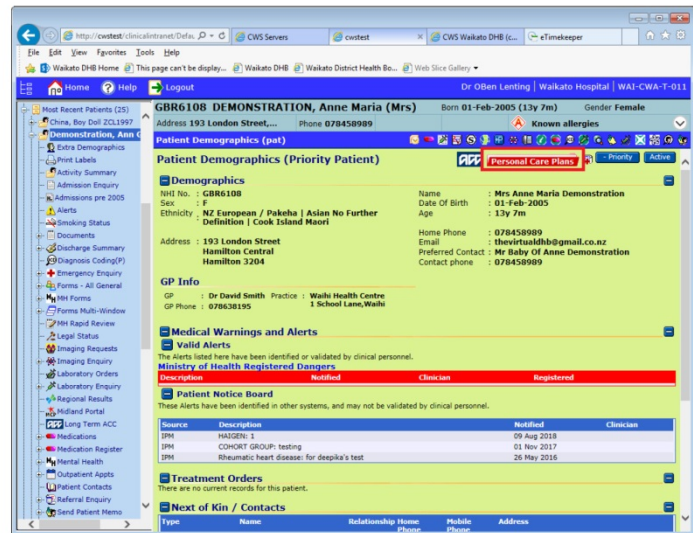 http://cwstest/clinicalintranet/Defau
CWS Servers
cwstest
CWS Waikato DHB (c...
eTimekeeper
File Edit View Favorites Tools Help
Waikato DHB Home
This page can't be display...
Waikato DHB
Waikato District Health Bo...
Web Slice Gallery
Home
Help
Logout
Dr OBen Lenting | Waikato Hospital | WAI-CWA-T-011
Most Recent Patients (25)
China, Boy Doll ZCL1997
Demonstration, Ann
Extra Demographics
Print Labels
Activity Summary
Admission Enquiry
Admissions pre 2005
Alerts
Smoking Status
Documents
Discharge Summary
Diagnosis Coding(P)
Emergency Enquiry
Forms - All General
MH Forms
Forms Multi-Window
MH Rapid Review
Legal Status
Imaging Requests
Imaging Enquiry
Laboratory Orders
Laboratory Enquiry
Regional Results
Midland Portal
Long Term ACC
Medications
Medication Register
Mental Health
Outpatient Appts
Patient Contacts
Referral Enquiry
Send Patient Memo
GBR6108 DEMONSTRATION, Anne Maria (Mrs)
Born 01-Feb-2005 (13y 7m)
Gender Female
Address 193 London Street,...
Phone 078458989
Known allergies
Patient Demographics (pat)
Patient Demographics (Priority Patient)
Personal Care Plans
- Priority
Active
Demographics
NHI No. : GBR6108
Sex : F
Ethnicity : NZ European / Pakeha | Asian No Further
Definition | Cook Island Maori
Address : 193 London Street
Hamilton Central
Hamilton 3204
Name : Mrs Anne Maria Demonstration
Date Of Birth : 01-Feb-2005
Age : 13y 7m
Home Phone : 078458989
Email : thevirtualdhb@gmail.co.nz
Preferred Contact : Mr Baby Of Anne Demonstration
Contact phone : 078458989
GP Info
GP : Dr David Smith Practice : Waihi Health Centre
GP Phone : 078638195 1 School Lane,Waihi
Medical Warnings and Alerts
Valid Alerts
The Alerts listed here have been identified or validated by clinical personnel.
Ministry of Health Registered Dangers
Description Notified Clinician Registered
Patient Notice Board
These Alerts have been identified in other systems, and may not be validated by clinical personnel.
Source Description Notified Clinician
IPM HAIGEN: 1 09 Aug 2018
IPM COHORT GROUP: testing 01 Nov 2017
IPM Rheumatic heart disease: for deepika's test 26 May 2016
Treatment Orders
There are no current records for this patient.
Next of Kin / Contacts
Type Name Relationship Home Phone Mobile Phone Address